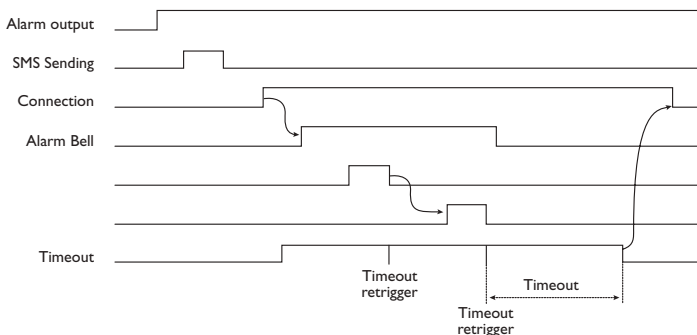 Alarm output
SMS Sending
Connection
Alarm Bell
Timeout
Timeout
retrigger
Timeout
Timeout
retrigger